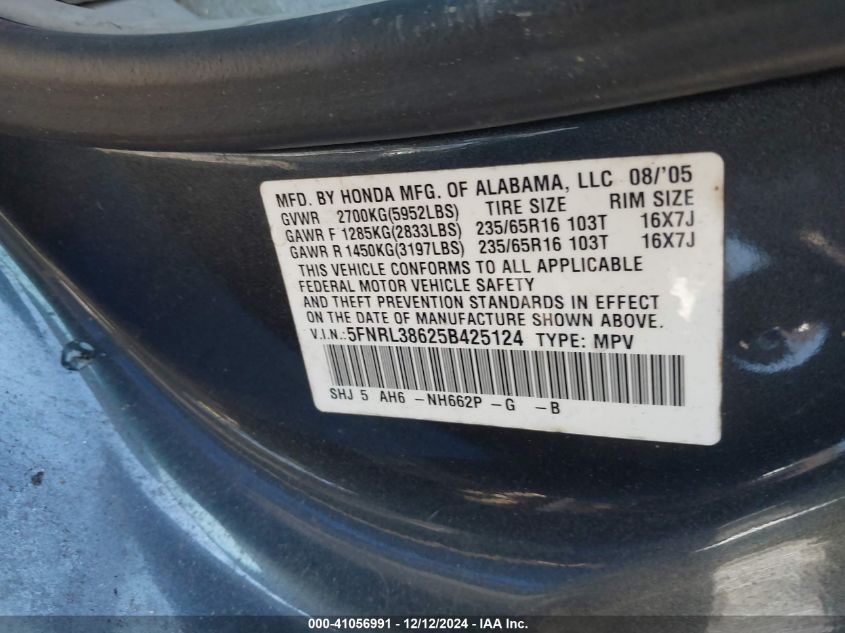 MFD. BY HONDA MFG. OF ALABAMA, LLC 08/'05
GVWR 2700KG(5952LBS) TIRE SIZE RIM SIZE
GAWR F 1285KG(2833LBS) 235/65R16 103T 16X7J
GAWR R 1450KG(3197LBS) 235/65R16 103T 16X7J
THIS VEHICLE CONFORMS TO ALL APPLICABLE
FEDERAL MOTOR VEHICLE SAFETY
AND THEFT PREVENTION STANDARDS IN EFFECT
ON THE DATE OF MANUFACTURE SHOWN ABOVE.
V.I.N.:5FNRL38625B425124 TYPE: MPV
SHJ 5 AH6 -NH662P -G -B
000-41056991 - 12/12/2024 - IAA Inc.